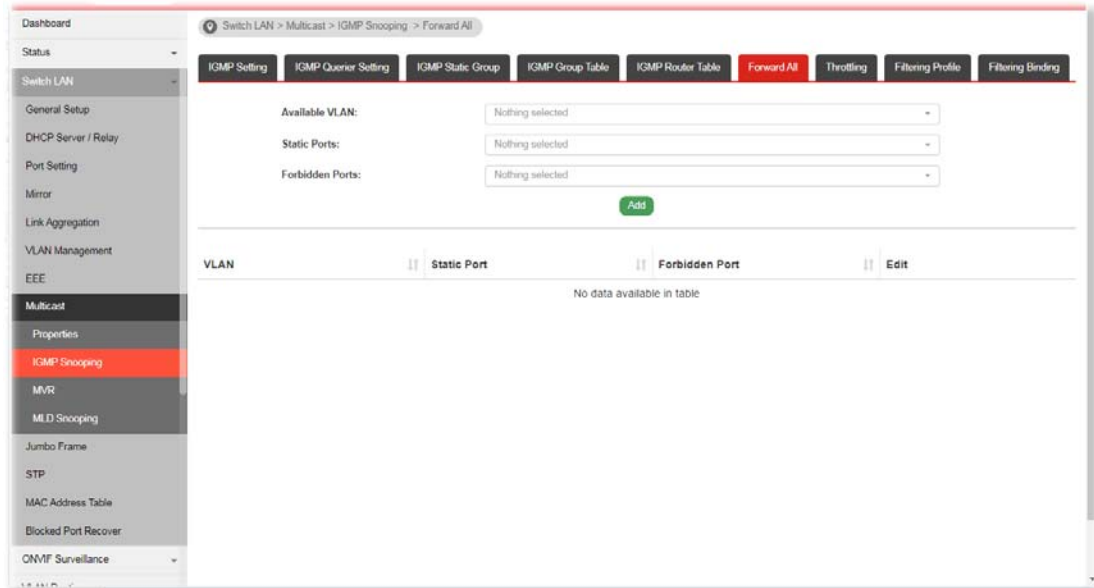 Dashboard
Status
Switch LAN
General Setup
DHCP Server / Relay
Port Setting
Mirror
Link Aggregation
VLAN Management
EEE
Multicast
Properties
IGMP Snooping
MVR
MLD Snooping
Jumbo Frame
STP
MAC Address Table
Blocked Port Recover
ONVIF Surveillance
Switch LAN > Multicast > IGMP Snooping > Forward All
IGMP Setting IGMP Querier Setting IGMP Static Group IGMP Group Table IGMP Router Table Forward All Throttling Filtering Profile Filtering Binding
Available VLAN: Nothing selected
Static Ports: Nothing selected
Forbidden Ports: Nothing selected
Add
VLAN Static Port Forbidden Port Edit
No data available in table